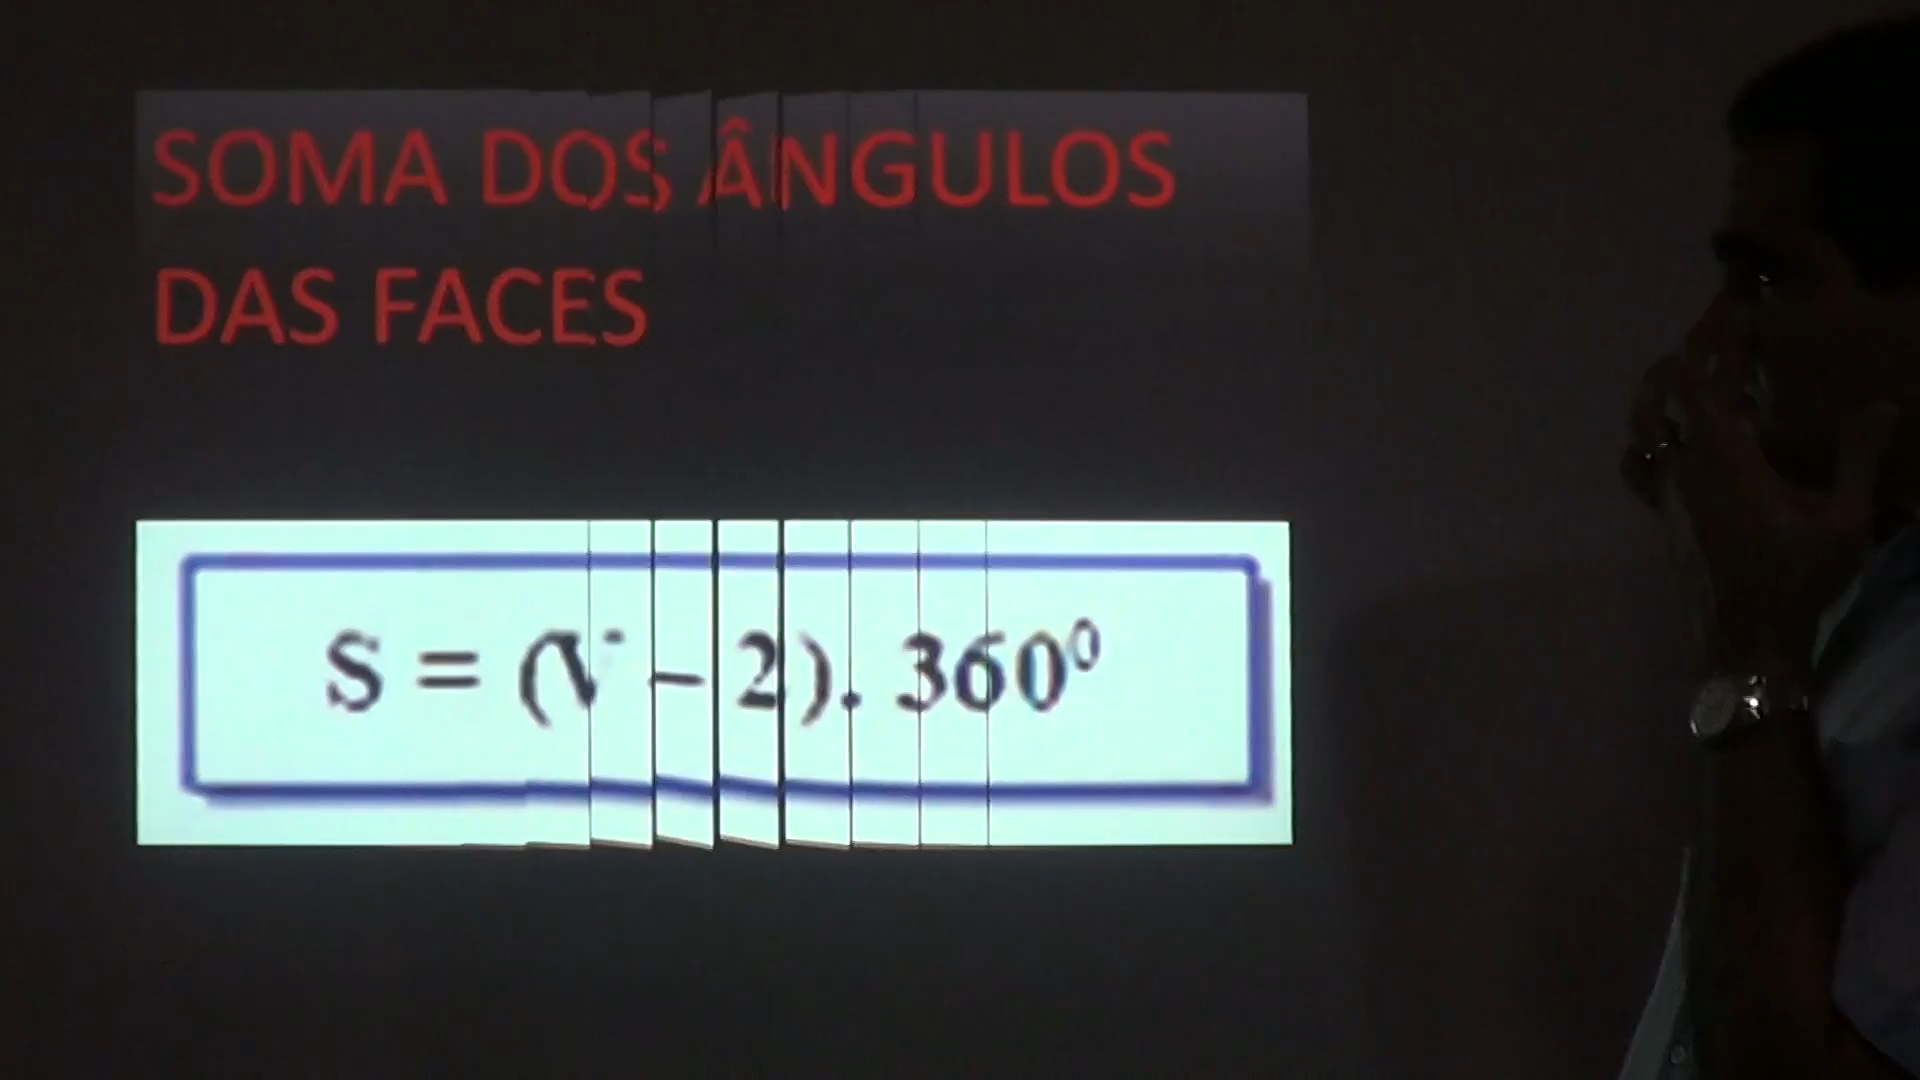 SOMA DOS ÂNGULOS
DAS FACES
S = (V – 2). 360⁰